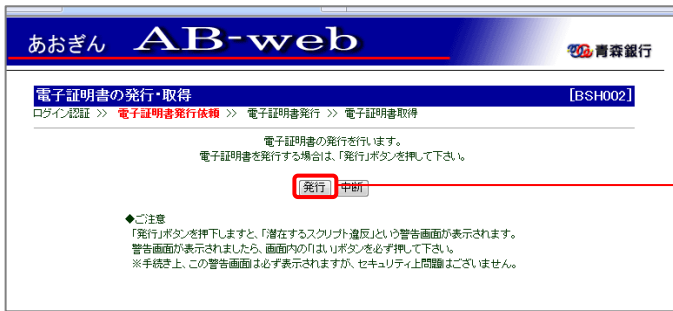 あおぎん AB-web 青森銀行
電子証明書の発行・取得 [BSH002]
ログイン認証 >> 電子証明書発行依頼 >> 電子証明書発行 >> 電子証明書取得
電子証明書の発行を行います。
電子証明書を発行する場合は、「発行」ボタンを押して下さい。
発行 中断
◆ご注意
「発行」ボタンを押下しますと、「潜在するスクリプト違反」という警告画面が表示されます。
警告画面が表示されましたら、画面内の「はい」ボタンを必ず押して下さい。
※手続き上、この警告画面は必ず表示されますが、セキュリティ上問題はございません。